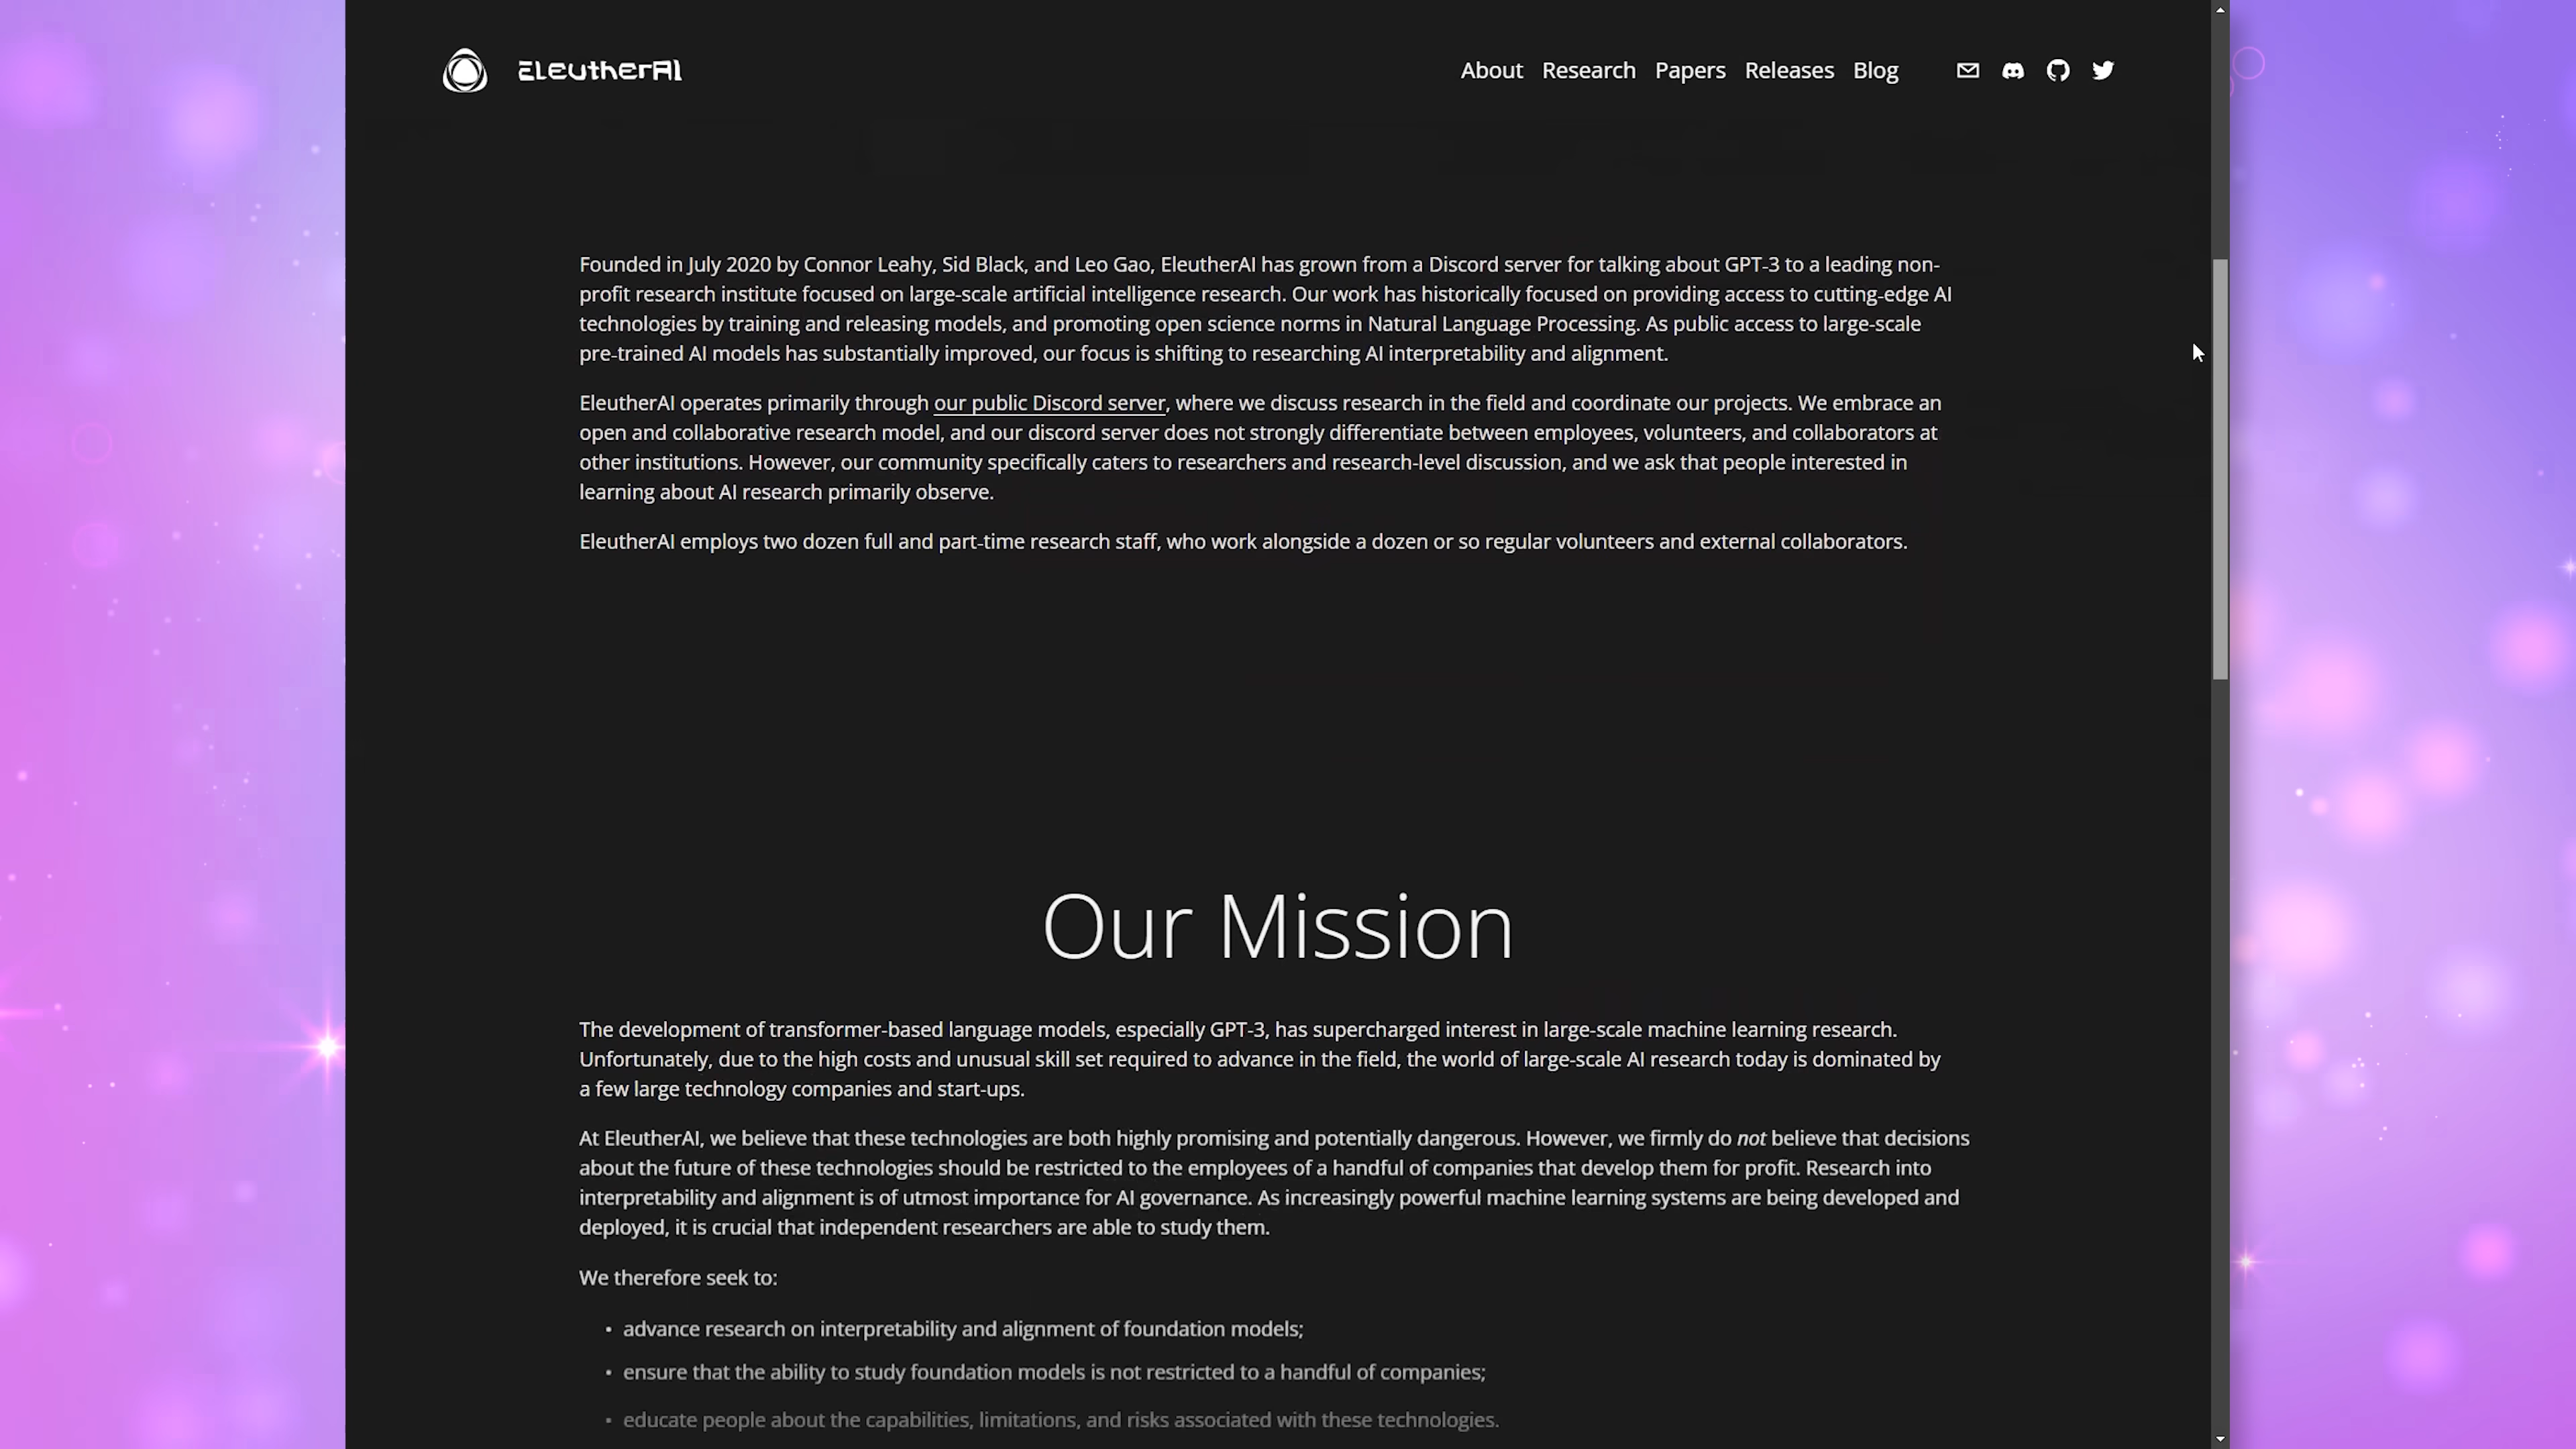 EleutherAI
About Research Papers Releases Blog
Founded in July 2020 by Connor Leahy, Sid Black, and Leo Gao, EleutherAI has grown from a Discord server for talking about GPT-3 to a leading non-
profit research institute focused on large-scale artificial intelligence research. Our work has historically focused on providing access to cutting-edge AI
technologies by training and releasing models, and promoting open science norms in Natural Language Processing. As public access to large-scale
pre-trained AI models has substantially improved, our focus is shifting to researching AI interpretability and alignment.
EleutherAI operates primarily through our public Discord server, where we discuss research in the field and coordinate our projects. We embrace an
open and collaborative research model, and our discord server does not strongly differentiate between employees, volunteers, and collaborators at
other institutions. However, our community specifically caters to researchers and research-level discussion, and we ask that people interested in
learning about AI research primarily observe.
EleutherAI employs two dozen full and part-time research staff, who work alongside a dozen or so regular volunteers and external collaborators.
Our Mission
The development of transformer-based language models, especially GPT-3, has supercharged interest in large-scale machine learning research.
Unfortunately, due to the high costs and unusual skill set required to advance in the field, the world of large-scale AI research today is dominated by
a few large technology companies and start-ups.
At EleutherAI, we believe that these technologies are both highly promising and potentially dangerous. However, we firmly do not believe that decisions
about the future of these technologies should be restricted to the employees of a handful of companies that develop them for profit. Research into
interpretability and alignment is of utmost importance for AI governance. As increasingly powerful machine learning systems are being developed and
deployed, it is crucial that independent researchers are able to study them.
We therefore seek to:
• advance research on interpretability and alignment of foundation models;
• ensure that the ability to study foundation models is not restricted to a handful of companies;
• educate people about the capabilities, limitations, and risks associated with these technologies.